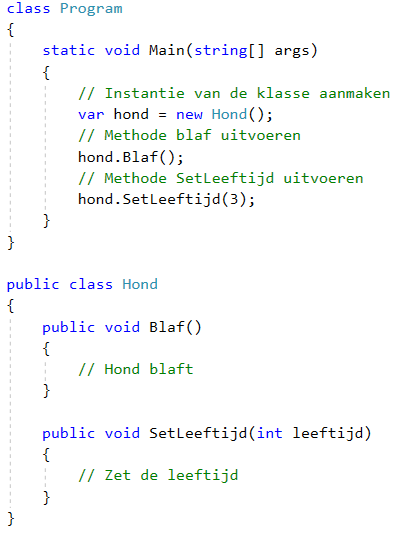 class Program
{
    static void Main(string[] args)
    {
        // Instantie van de klasse aanmaken
        var hond = new Hond();
        // Methode blaf uitvoeren
        hond.Blaf();
        // Methode SetLeeftijd uitvoeren
        hond.SetLeeftijd(3);
    }
}

public class Hond
{
    public void Blaf()
    {
        // Hond blaft
    }

    public void SetLeeftijd(int leeftijd)
    {
        // Zet de leeftijd
    }
}